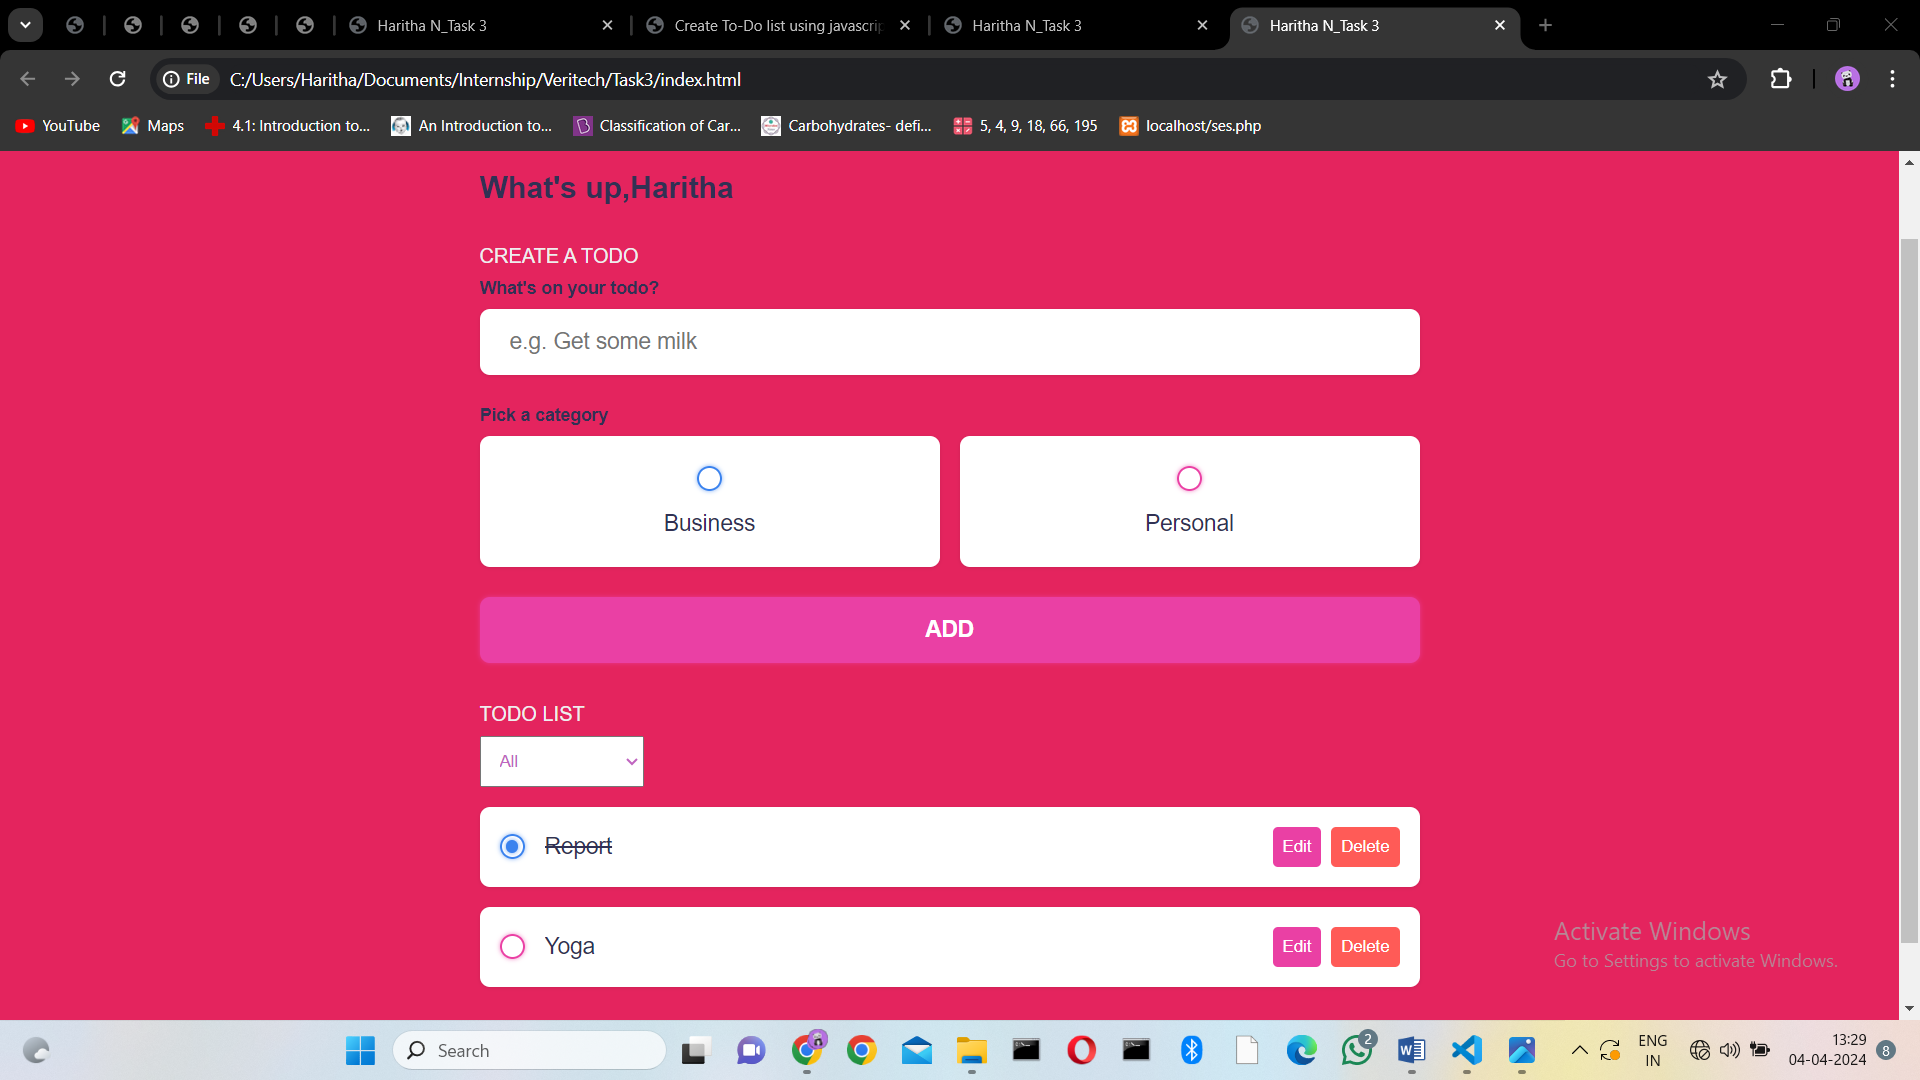 Haritha N_Task 3
Create To-Do list using javascrip
Haritha N_Task 3
Haritha N_Task 3
File
C:/Users/Haritha/Documents/Internship/Veritech/Task3/index.html
YouTube
Maps
4.1: Introduction to...
An Introduction to...
Classification of Car...
Carbohydrates- defi...
5, 4, 9, 18, 66, 195
localhost/ses.php
What's up,Haritha
CREATE A TODO
What's on your todo?
e.g. Get some milk
Pick a category
Business
Personal
ADD
TODO LIST
All
Report
Edit
Delete
Yoga
Edit
Delete
Activate Windows
Go to Settings to activate Windows.
Search
2
ENG
IN
13:29
04-04-2024
8